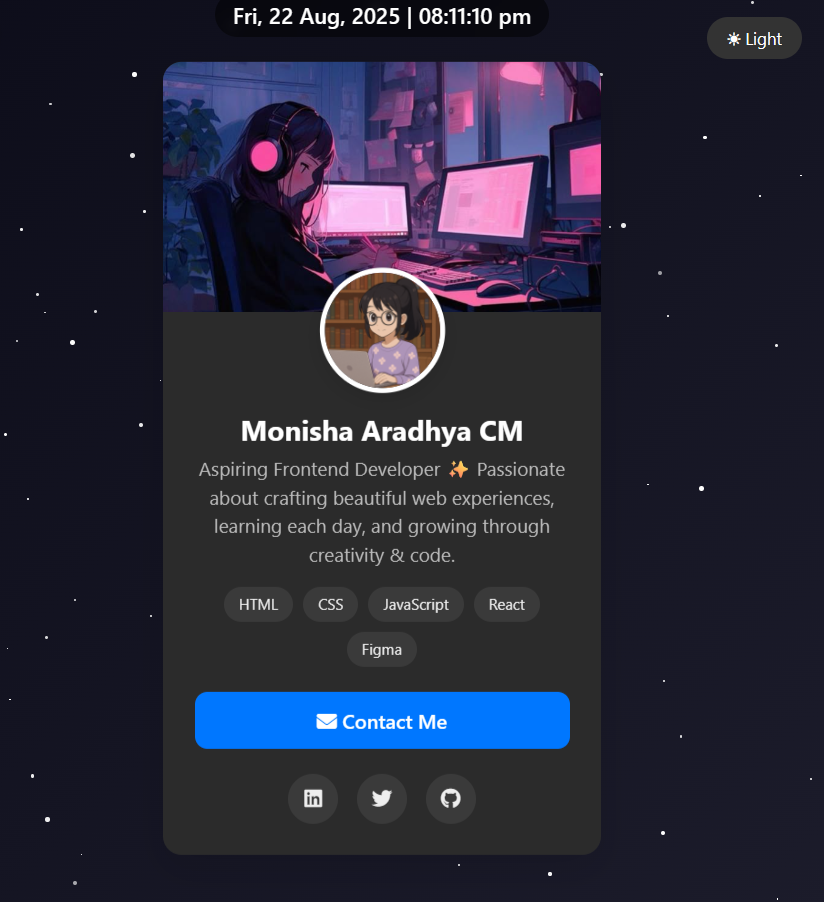 Fri, 22 Aug, 2025 | 08:11:10 pm
☀ Light
Monisha Aradhya CM
Aspiring Frontend Developer ✨ Passionate
about crafting beautiful web experiences,
learning each day, and growing through
creativity & code.
HTML CSS JavaScript React
Figma
Contact Me
in